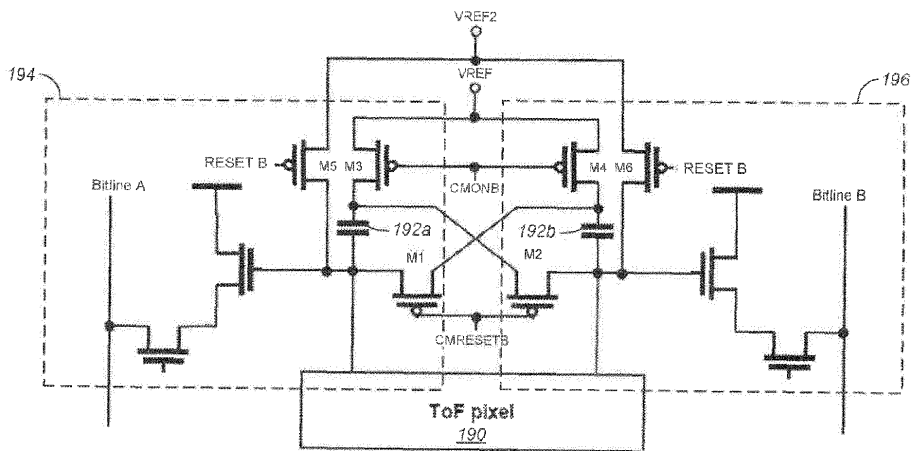 VREF2
194
VREF
196
RESET B
M5
M3
M4
M6
RESET B
Bitline A
CMONB
Bitline B
192a
192b
M1
M2
CMRESETB
ToF pixel
190